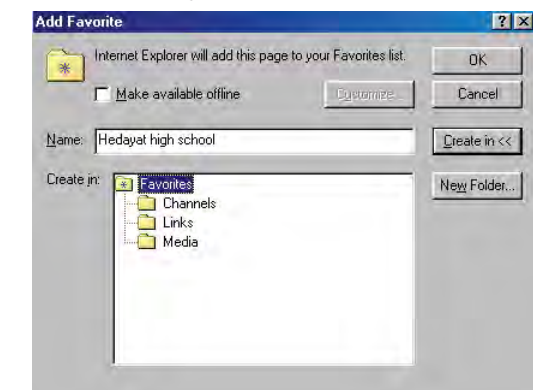 Add Favorite
Internet Explorer will add this page to your Favorites list.
OK
Make available offline
Customize...
Cancel
Name: Hedayat high school
Create in <<
Create in:
Favorites
New Folder...
Channels
Links
Media